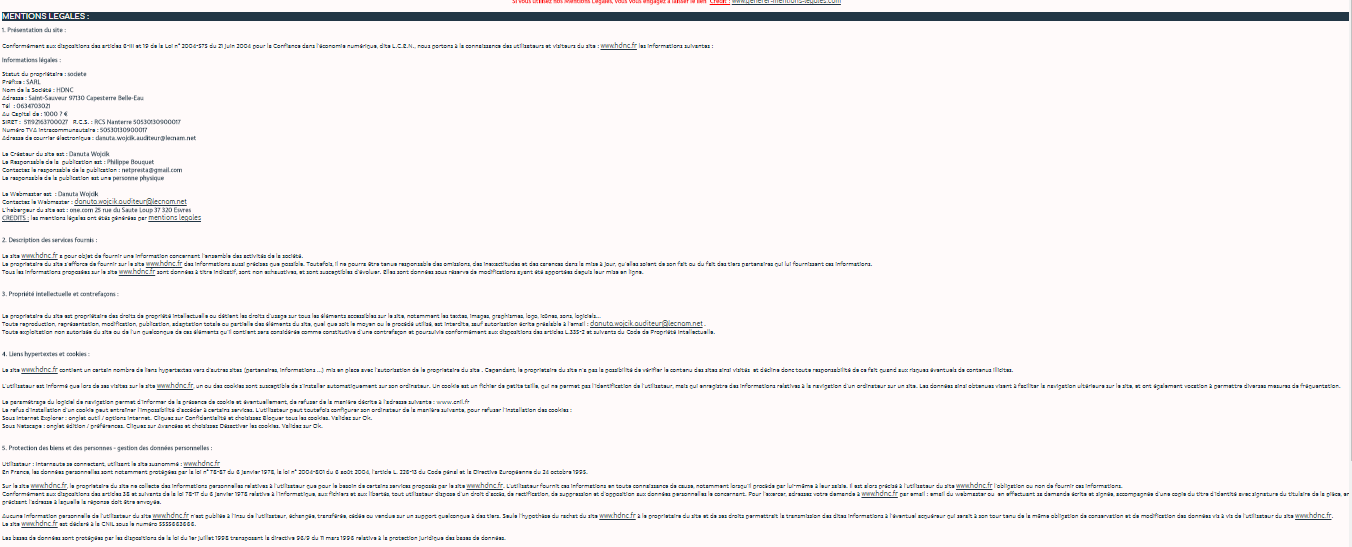 Si vous utilisez nos Mentions Légales, vous vous engagez à laisser le lien Crédit : www.generer-mentions-legales.com
MENTIONS LEGALES :
1. Présentation du site :
Conformément aux dispositions des articles 6-III et 19 de la Loi n° 2004-575 du 21 juin 2004 pour la Confiance dans l'économie numérique, dite L.C.E.N., nous portons à la connaissance des utilisateurs et visiteurs du site : www.hdnc.fr les informations suivantes :
Informations légales :
Statut du propriétaire : societe
Préfixe : SARL
Nom de la Société : HDNC
Adresse : Saint-Sauveur 97130 Capesterre Belle-Eau
Tél : 0634703021
Au Capital de : 1000 ? €
SIRET : 51192163700027 R.C.S. : RCS Nanterre 50530130900017
Numéro TVA intracommunautaire : 50530130900017
Adresse de courrier électronique : danuta.wojcik.auditeur@lecnam.net
Le Créateur du site est : Danuta Wojcik
Le Responsable de la publication est : Philippe Bouquet
Contactez le responsable de la publication : netpresta@gmail.com
Le responsable de la publication est une personne physique
Le Webmaster est : Danuta Wojcik
Contactez le Webmaster : danuta.wojcik.auditeur@lecnam.net
L'hébergeur du site est : one.com 25 rue du Saute Loup 37 320 Esvres
CREDITS : les mentions légales ont étés générées par mentions legales
2. Description des services fournis :
Le site www.hdnc.fr a pour objet de fournir une information concernant l'ensemble des activités de la société.
Le proprietaire du site s'efforce de fournir sur le site www.hdnc.fr des informations aussi précises que possible. Toutefois, il ne pourra être tenue responsable des omissions, des inexactitudes et des carences dans la mise à jour, qu'elles soient de son fait ou du fait des tiers partenaires qui lui fournissent ces informations.
Tous les informations proposées sur le site www.hdnc.fr sont données à titre indicatif, sont non exhaustives, et sont susceptibles d'évoluer. Elles sont données sous réserve de modifications ayant été apportées depuis leur mise en ligne.
3. Propriété intellectuelle et contrefaçons :
Le proprietaire du site est propriétaire des droits de propriété intellectuelle ou détient les droits d'usage sur tous les éléments accessibles sur le site, notamment les textes, images, graphismes, logo, icônes, sons, logiciels...
Toute reproduction, représentation, modification, publication, adaptation totale ou partielle des éléments du site, quel que soit le moyen ou le procédé utilisé, est interdite, sauf autorisation écrite préalable à l'email : danuta.wojcik.auditeur@lecnam.net .
Toute exploitation non autorisée du site ou de l'un quelconque de ces éléments qu'il contient sera considérée comme constitutive d'une contrefaçon et poursuivie conformément aux dispositions des articles L.335-2 et suivants du Code de Propriété Intellectuelle.
4. Liens hypertextes et cookies :
Le site www.hdnc.fr contient un certain nombre de liens hypertextes vers d'autres sites (partenaires, informations ...) mis en place avec l'autorisation de le proprietaire du site . Cependant, le proprietaire du site n'a pas la possibilité de vérifier le contenu des sites ainsi visités et décline donc toute responsabilité de ce fait quand aux risques éventuels de contenus illicites.
L'utilisateur est informé que lors de ses visites sur le site www.hdnc.fr, un ou des cookies sont susceptible de s'installer automatiquement sur son ordinateur. Un cookie est un fichier de petite taille, qui ne permet pas l'identification de l'utilisateur, mais qui enregistre des informations relatives à la navigation d'un ordinateur sur un site. Les données ainsi obtenues visent à faciliter la navigation ultérieure sur le site, et ont également vocation à permettre diverses mesures de fréquentation.
Le paramétrage du logiciel de navigation permet d'informer de la présence de cookie et éventuellement, de refuser de la manière décrite à l'adresse suivante : www.cnil.fr
Le refus d'installation d'un cookie peut entraîner l'impossibilité d'accéder à certains services. L'utilisateur peut toutefois configurer son ordinateur de la manière suivante, pour refuser l'installation des cookies :
Sous Internet Explorer : onglet outil / options internet. Cliquez sur Confidentialité et choisissez Bloquer tous les cookies. Validez sur Ok.
Sous Netscape : onglet édition / préférences. Cliquez sur Avancées et choisissez Désactiver les cookies. Validez sur Ok.
5. Protection des biens et des personnes - gestion des données personnelles :
Utilisateur : Internaute se connectant, utilisant le site susnommé : www.hdnc.fr
En France, les données personnelles sont notamment protégées par la loi n° 78-87 du 6 janvier 1978, la loi n° 2004-801 du 6 août 2004, l'article L. 226-13 du Code pénal et la Directive Européenne du 24 octobre 1995.
Sur le site www.hdnc.fr, le proprietaire du site ne collecte des informations personnelles relatives à l'utilisateur que pour le besoin de certains services proposés par le site www.hdnc.fr. L'utilisateur fournit ces informations en toute connaissance de cause, notamment lorsqu'il procède par lui-même à leur saisie. Il est alors précisé à l'utilisateur du site www.hdnc.fr l'obligation ou non de fournir ces informations.
Conformément aux dispositions des articles 38 et suivants de la loi 78-17 du 6 janvier 1978 relative à l'informatique, aux fichiers et aux libertés, tout utilisateur dispose d'un droit d'accès, de rectification, de suppression et d'opposition aux données personnelles le concernant. Pour l'exercer, adressez votre demande à www.hdnc.fr par email : email du webmaster ou en effectuant sa demande écrite et signée, accompagnée d'une copie du titre d'identité avec signature du titulaire de la pièce, en
précisant l'adresse à laquelle la réponse doit être envoyée.
Aucune information personnelle de l'utilisateur du site www.hdnc.fr n'est publiée à l'insu de l'utilisateur, échangée, transférée, cédée ou vendue sur un support quelconque à des tiers. Seule l'hypothèse du rachat du site www.hdnc.fr à le proprietaire du site et de ses droits permettrait la transmission des dites informations à l'éventuel acquéreur qui serait à son tour tenu de la même obligation de conservation et de modification des données vis à vis de l'utilisateur du site www.hdnc.fr.
Le site www.hdnc.fr est déclaré à la CNIL sous le numéro 5555663666.
Les bases de données sont protégées par les dispositions de la loi du 1er juillet 1998 transposant la directive 96/9 du 11 mars 1996 relative à la protection juridique des bases de données.